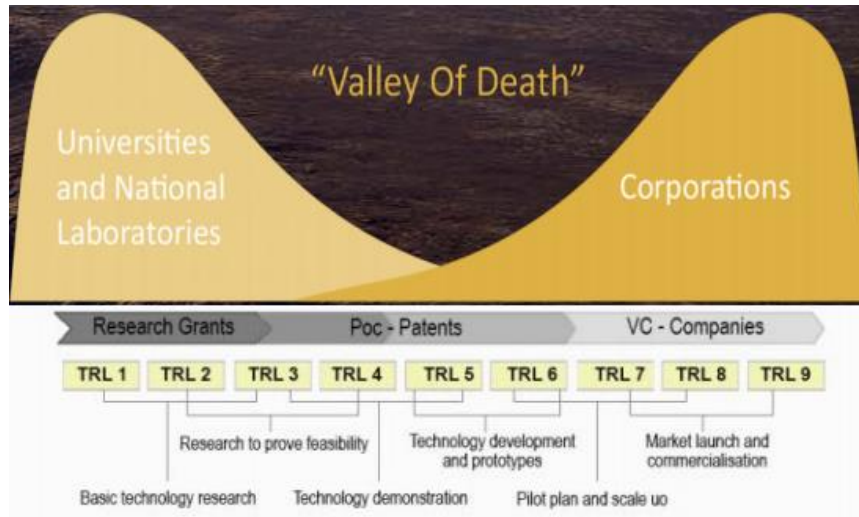 “Valley Of Death”
Universities
and National
Laboratories
Corporations
Research Grants
Poc - Patents
VC - Companies
TRL 1
TRL 2
TRL 3
TRL 4
TRL 5
TRL 6
TRL 7
TRL 8
TRL 9
Research to prove feasibility
Technology development
and prototypes
Market launch and
commercialisation
Basic technology research
Technology demonstration
Pilot plan and scale uo